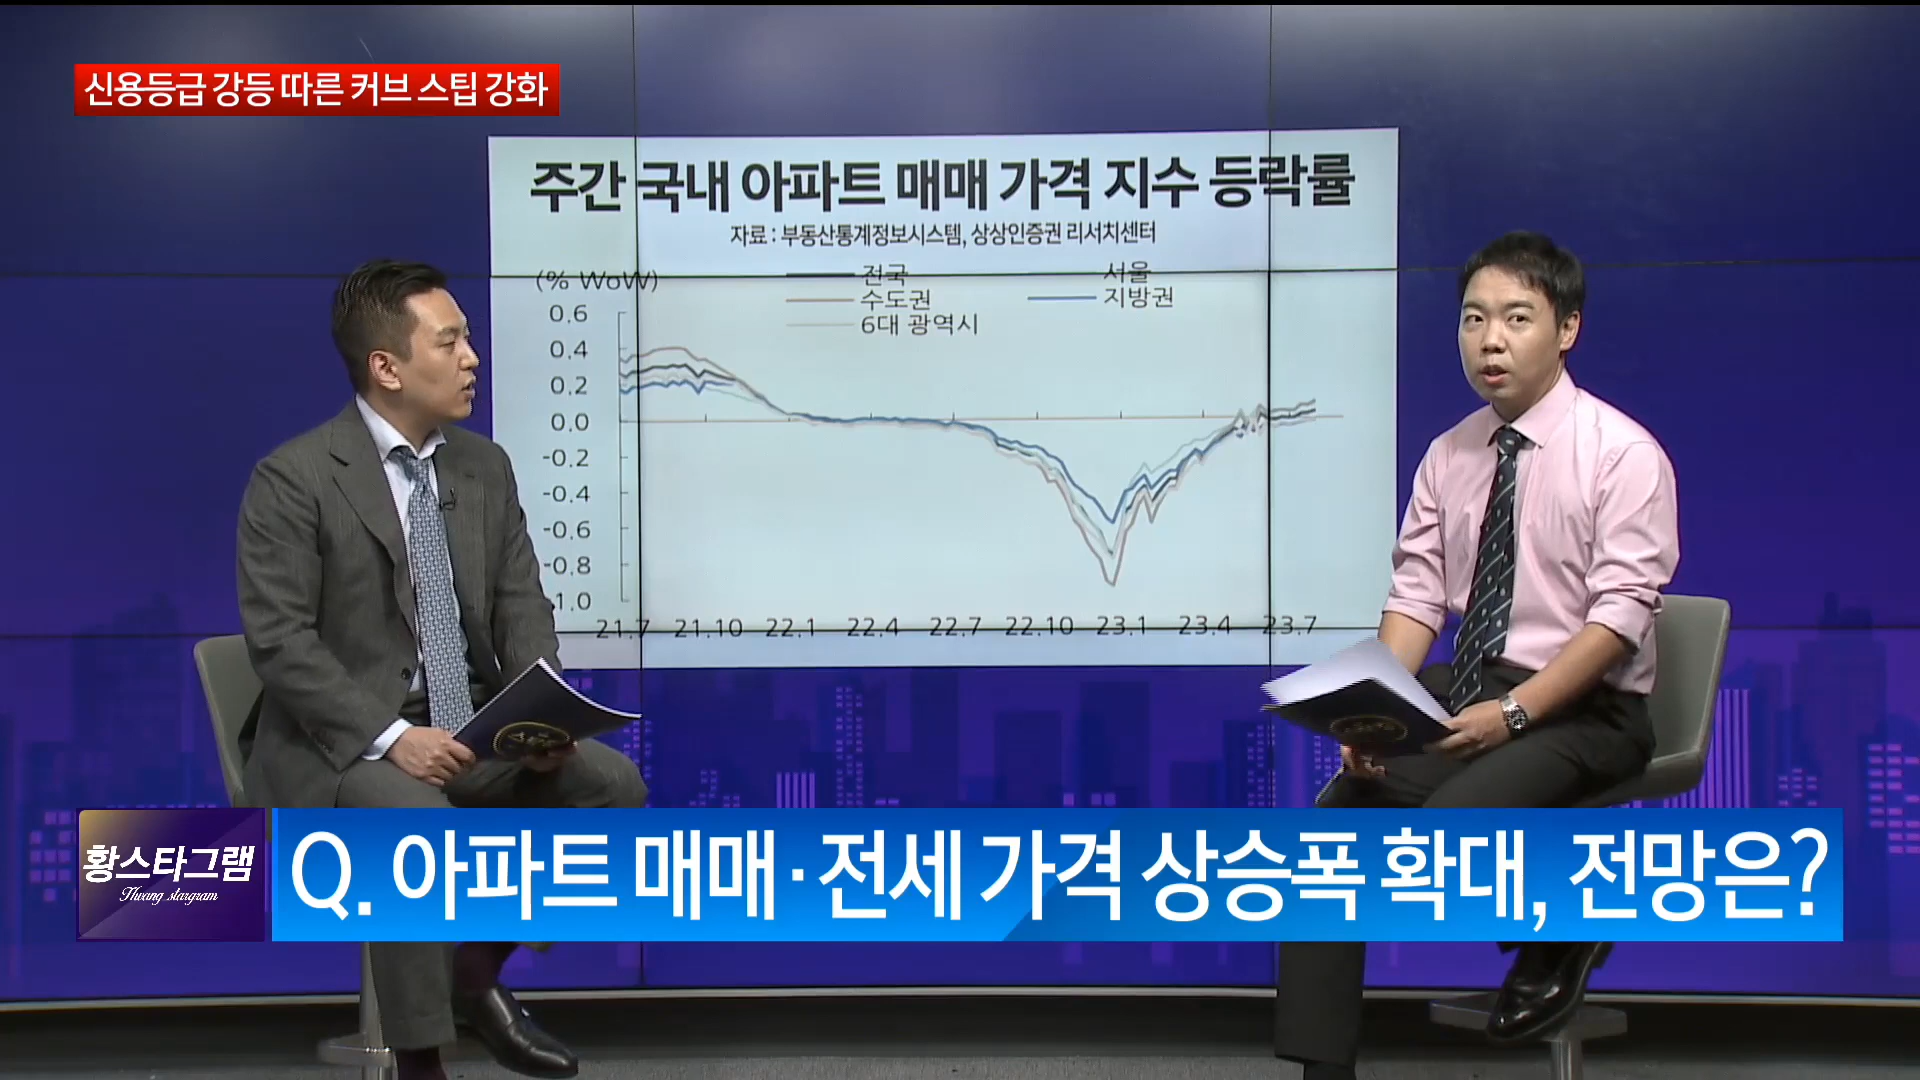 신용등급 강등 따른 커브 스팁 강화
주간 국내 아파트 매매 가격 지수 등락률
자료 : 부동산통계정보시스템, 상상인증권 리서치센터
(% WoW)
전국
서울
수도권
지방권
6대 광역시
0.6
0.4
0.2
0.0
-0.2
-0.4
-0.6
-0.8
-1.0
21.7 21.10 22.1 22.4 22.7 22.10 23.1 23.4 23.7
황스타그램
Hwang stargram
Q. 아파트 매매·전세 가격 상승폭 확대, 전망은?